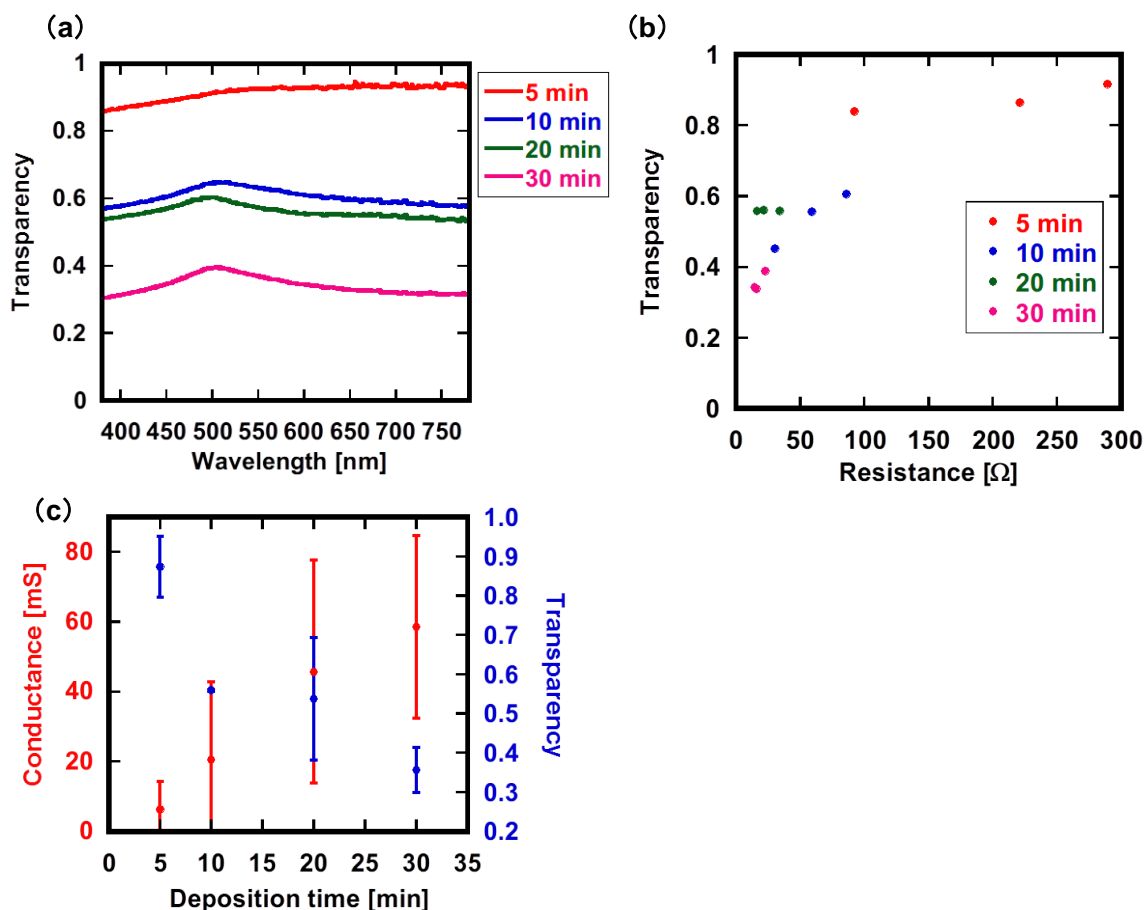 (a)
1
0.8
0.6
0.4
0.2
0
Transparency
400 450 500 550 600 650 700 750
Wavelength [nm]
5 min
10 min
20 min
30 min
(b)
1
0.8
0.6
0.4
0.2
0
Transparency
0 50 100 150 200 250 300
Resistance [Ω]
5 min
10 min
20 min
30 min
(c)
80
60
40
20
0
Conductance [mS]
1.0
0.9
0.8
0.7
0.6
0.5
0.4
0.3
0.2
Transparency
0 5 10 15 20 25 30 35
Deposition time [min]